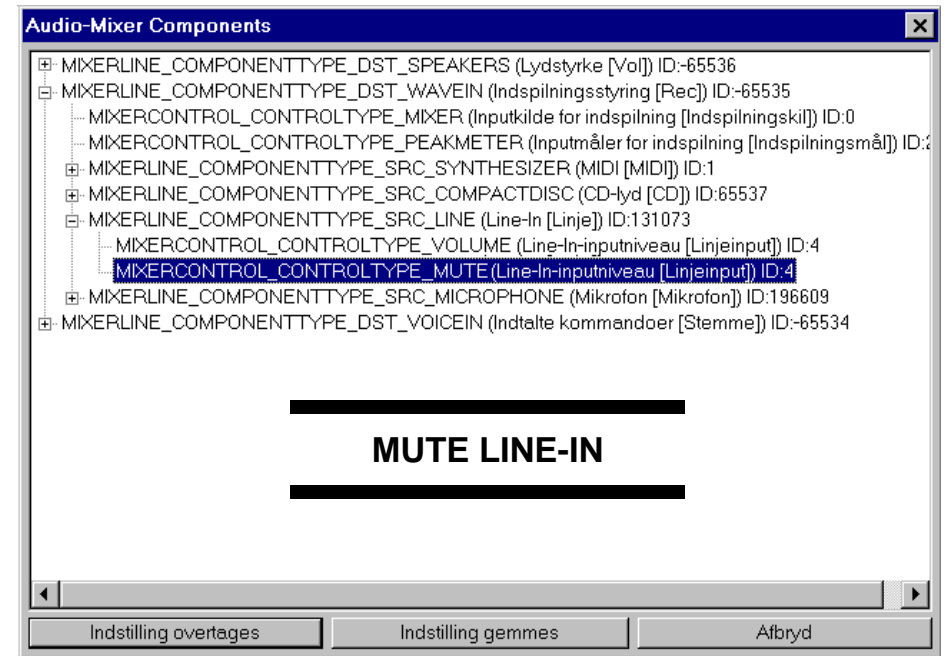 Audio-Mixer Components
MIXERLINE_COMPONENTTYPE_DST_SPEAKERS (Lydstyrke [Vol]) ID:-65536
MIXERLINE_COMPONENTTYPE_DST_WAVEIN (Indspilningsstyring [Rec]) ID:-65535
MIXERCONTROL_CONTROLTYPE_MIXER (Inputkilde for indspilning [Indspilningskil]) ID:0
MIXERCONTROL_CONTROLTYPE_PEAKMETER (Inputmåler for indspilning [Indspilningsmål]) ID:
MIXERLINE_COMPONENTTYPE_SRC_SYNTHESIZER (MIDI [MIDI]) ID:1
MIXERLINE_COMPONENTTYPE_SRC_COMPACTDISC (CD-lyd [CD]) ID:65537
MIXERLINE_COMPONENTTYPE_SRC_LINE (Line-In [Linje]) ID:131073
MIXERCONTROL_CONTROLTYPE_VOLUME (Line-In-inputniveau [Linjeinput]) ID:4
MIXERCONTROL_CONTROLTYPE_MUTE (Line-In-inputniveau [Linjeinput]) ID:4
MIXERLINE_COMPONENTTYPE_SRC_MICROPHONE (Mikrofon [Mikrofon]) ID:196609
MIXERLINE_COMPONENTTYPE_DST_VOICEIN (Indtalte kommandoer [Stemme]) ID:-65534
MUTE LINE-IN
Indstilling overtages
Indstilling gemmes
Afbryd